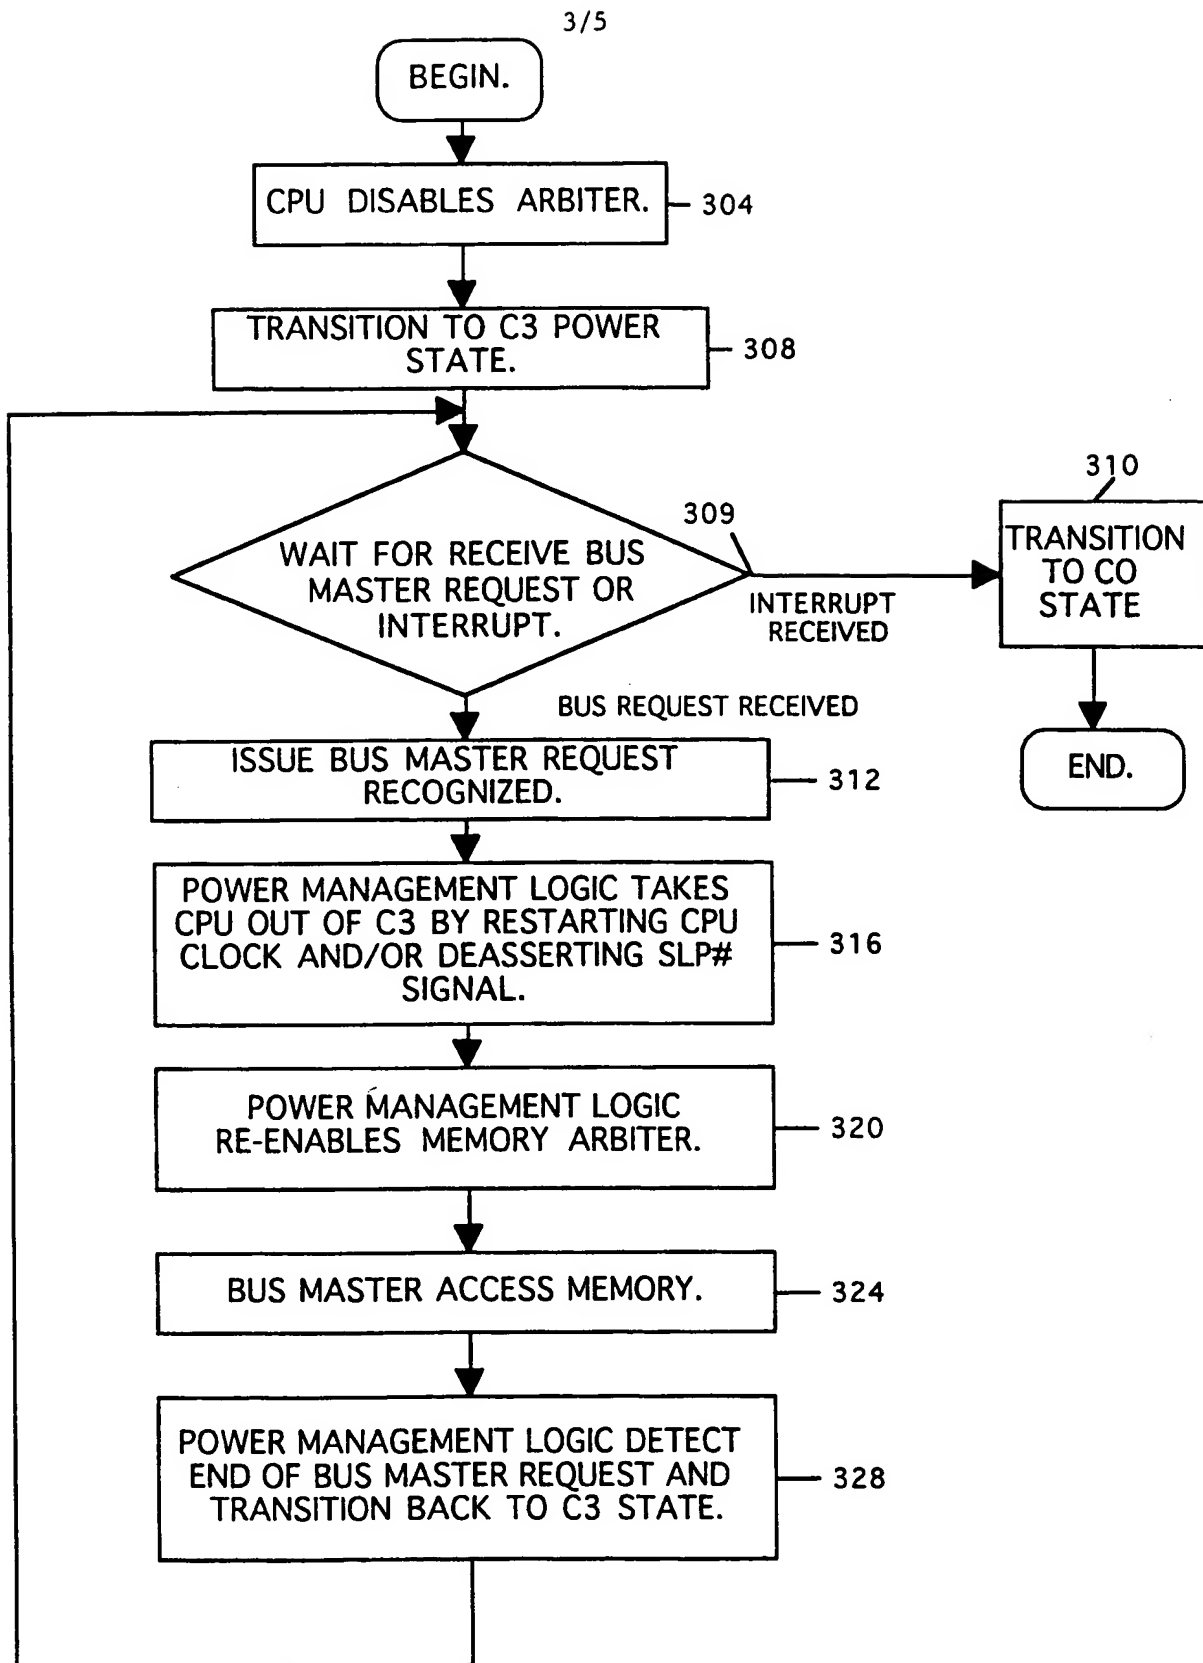 3/5
BEGIN.
CPU DISABLES ARBITER.
304
TRANSITION TO C3 POWER
STATE.
308
309
WAIT FOR RECEIVE BUS
MASTER REQUEST OR
INTERRUPT.
INTERRUPT
RECEIVED
310
TRANSITION
TO CO
STATE
END.
BUS REQUEST RECEIVED
ISSUE BUS MASTER REQUEST
RECOGNIZED.
312
POWER MANAGEMENT LOGIC TAKES
CPU OUT OF C3 BY RESTARTING CPU
CLOCK AND/OR DEASSERTING SLP#
SIGNAL.
316
POWER MANAGEMENT LOGIC
RE-ENABLES MEMORY ARBITER.
320
BUS MASTER ACCESS MEMORY.
324
POWER MANAGEMENT LOGIC DETECT
END OF BUS MASTER REQUEST AND
TRANSITION BACK TO C3 STATE.
328